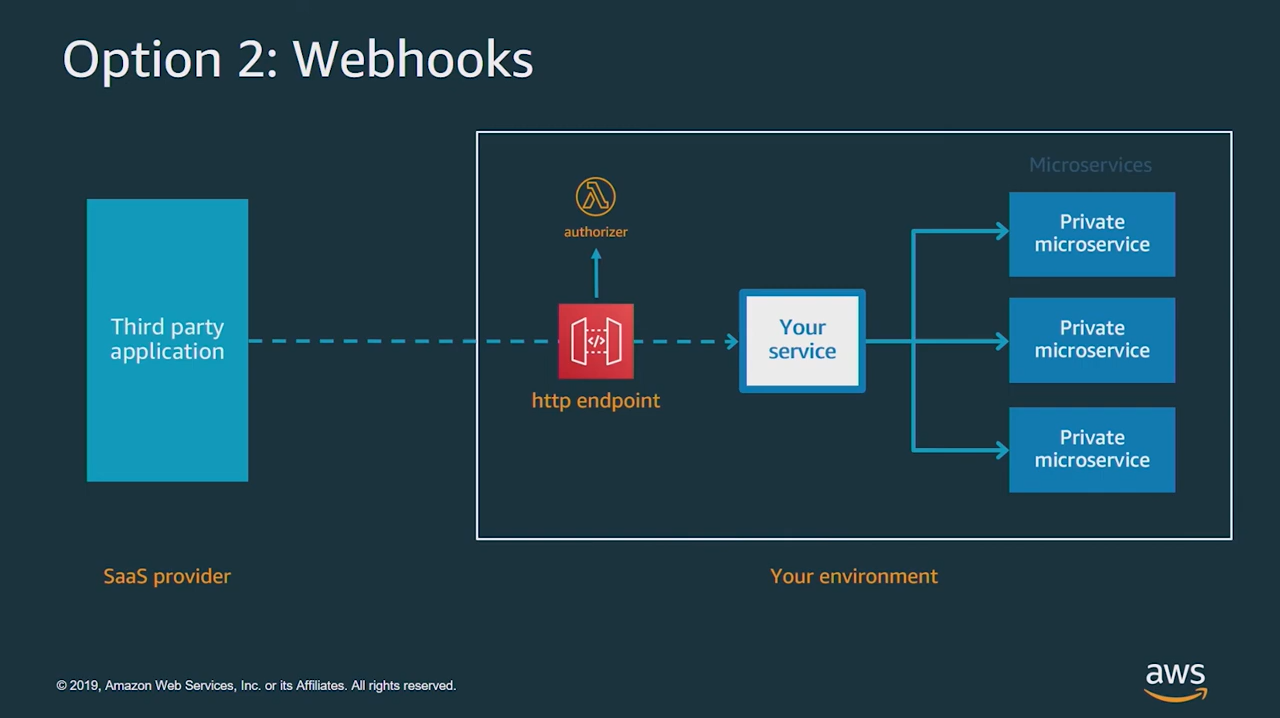 Option 2: Webhooks
Microservices
authorizer
Third party
application
http endpoint
Your
service
Private
microservice
Private
microservice
Private
microservice
SaaS provider
Your environment
© 2019, Amazon Web Services, Inc. or its Affiliates. All rights reserved.
aws